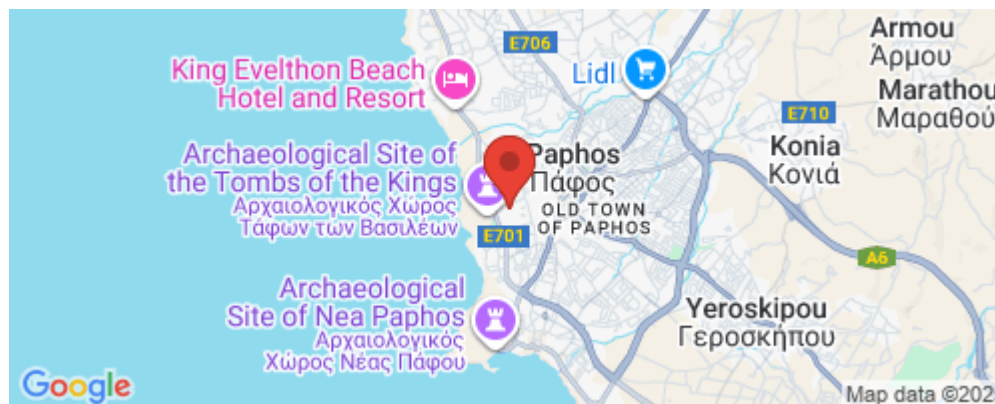 Armou
Άρμου
E706
King Evelthon Beach
Hotel and Resort
Lidl
Marathou
Μαραθού
E710
Konia
Κονιά
Archaeological Site of
the Tombs of the Kings
Αρχαιολογικός Χώρος
Τάφων τών Βασιλέων
Paphos
Πάφος
OLD TOWN
OF PAPHOS
E701
A6
Archaeological
Site of Nea Paphos
Αρχαιολογικός
Χώρος Νέας Πάφου
Yeroskipou
Γεροσκήπου
Google
Map data ©202